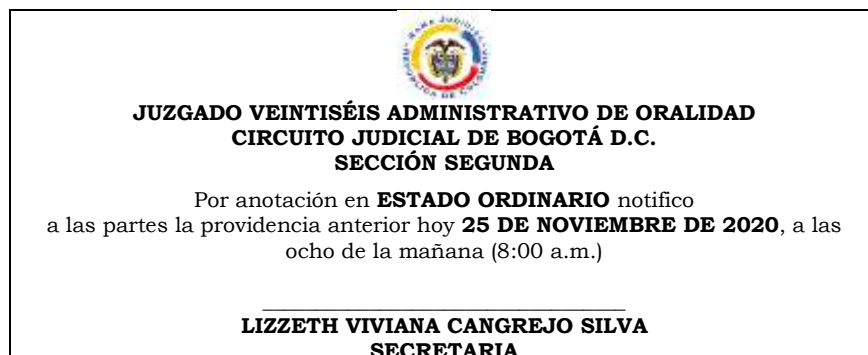 JUZGADO VEINTISÉIS ADMINISTRATIVO DE ORALIDAD
CIRCUITO JUDICIAL DE BOGOTÁ D.C.
SECCIÓN SEGUNDA
Por anotación en ESTADO ORDINARIO notifico
a las partes la providencia anterior hoy 25 DE NOVIEMBRE DE 2020, a las
ocho de la mañana (8:00 a.m.)
LIZZETH VIVIANA CANGREJO SILVA
SECRETARIA